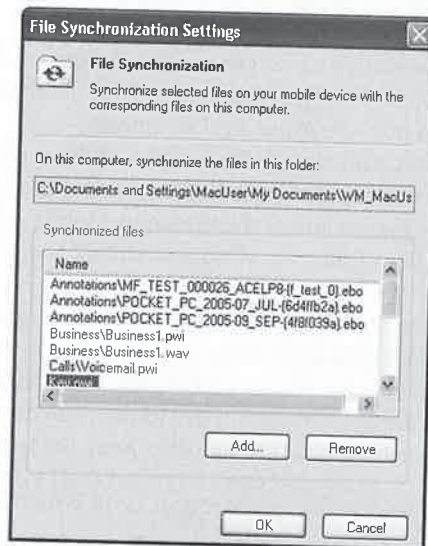 File Synchronization Settings
File Synchronization
Synchronize selected files on your mobile device with the
corresponding files on this computer.
On this computer, synchronize the files in this folder:
C:\Documents and Settings\MacUser\My Documents\WM_MacUs
Synchronized files
Name
Annotations\MF_TEST_000026_ACELP8-{f_test_0}.ebo
Annotations\POCKET_PC_2005-07_JUL-{6d4ffb2a}.ebo
Annotations\POCKET_PC_2005-09_SEP-{4f8f039a}.ebo
Business\Business1.pwi
Business\Business1.wav
Calls\Voicemail.pwi
Add...
Remove
OK
Cancel